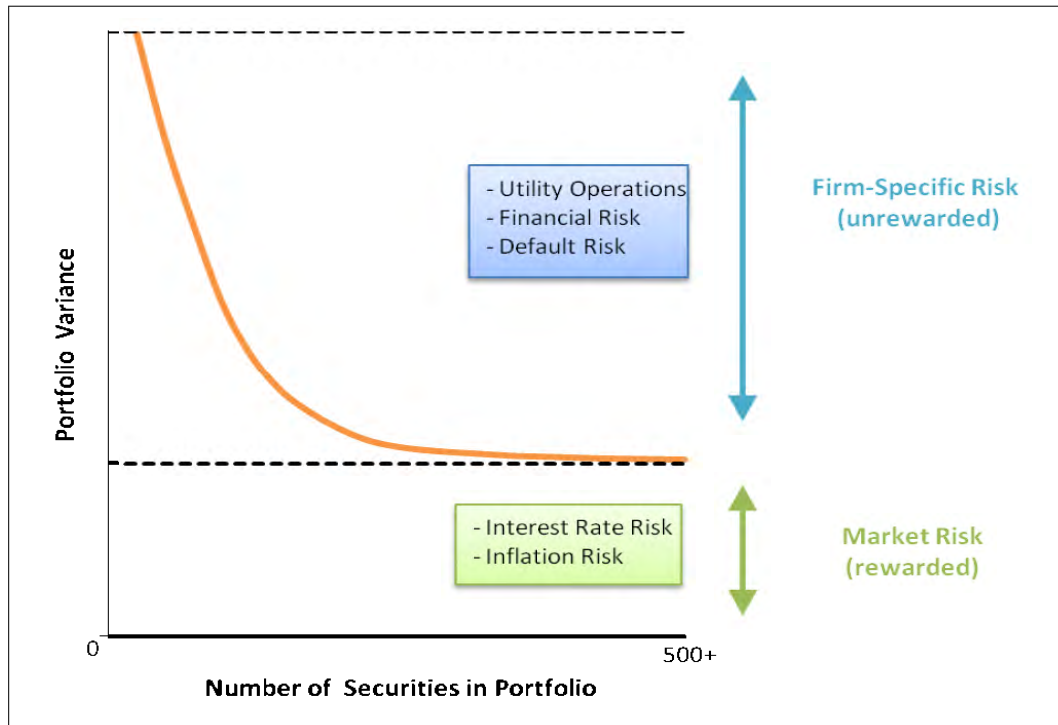 - Utility Operations
- Financial Risk
- Default Risk
Firm-Specific Risk
(unrewarded)
Portfolio Variance
- Interest Rate Risk
- Inflation Risk
Market Risk
(rewarded)
0
500+
Number of Securities in Portfolio